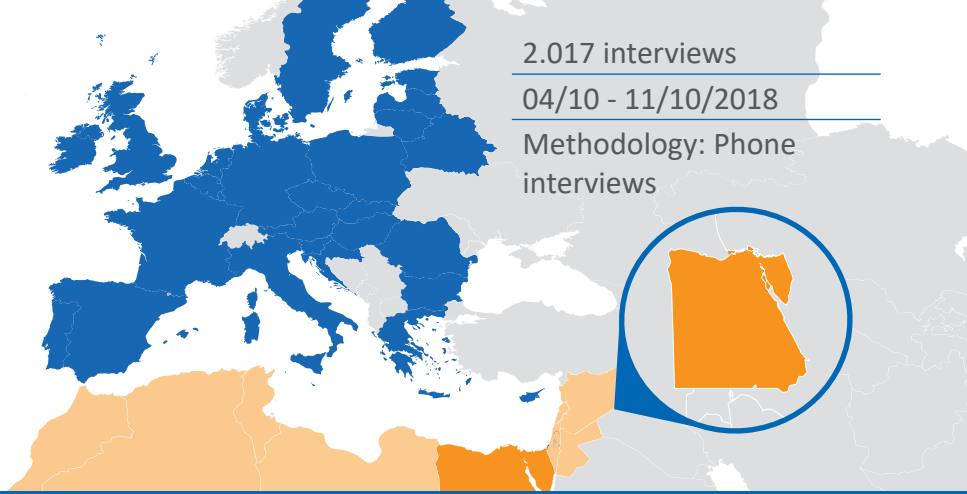 2.017 interviews
04/10 - 11/10/2018
Methodology: Phone
interviews